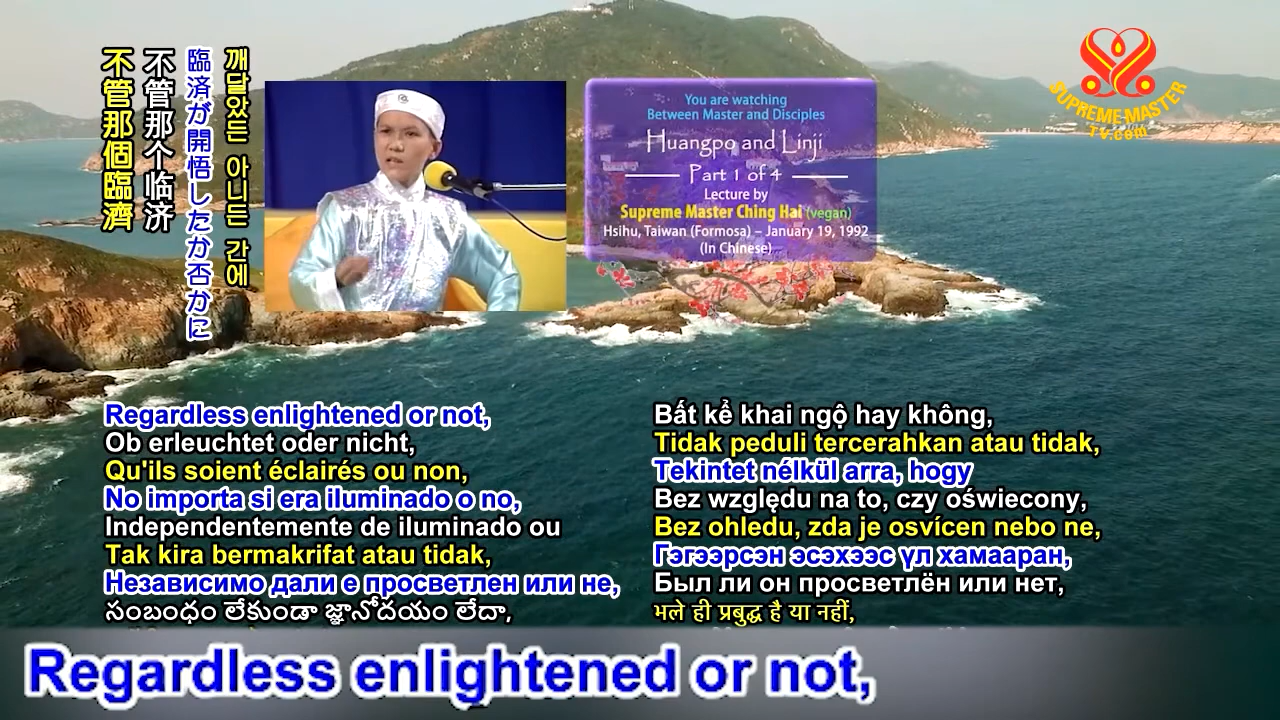 不管那個臨濟
不管那个临济
臨済が開悟したか否かに
깨달았든 아니든 간에
You are watching
Between Master and Disciples
Huangpo and Linji
Part 1 of 4
Lecture by
Supreme Master Ching Hai (vegan)
Hsihu, Taiwan (Formosa) – January 19, 1992
(In Chinese)
SUPREME MASTER
TV.com
Regardless enlightened or not,
Ob erleuchtet oder nicht,
Qu'ils soient éclairés ou non,
No importa si era iluminado o no,
Independentemente de iluminado ou
Tak kira bermakrifat atau tidak,
Независимо дали е просветлен или не,
సంబంధం లేకుండా జ్ఞానోదయం లేదా,
Bất kể khai ngộ hay không,
Tidak peduli tercerahkan atau tidak,
Tekintet nélkül arra, hogy
Bez względu na to, czy oświecony,
Bez ohledu, zda je osvícen nebo ne,
Гэгээрсэн эсэхээс үл хамааран,
Был ли он просветлён или нет,
भले ही प्रबुद्ध है या नहीं,
Regardless enlightened or not,